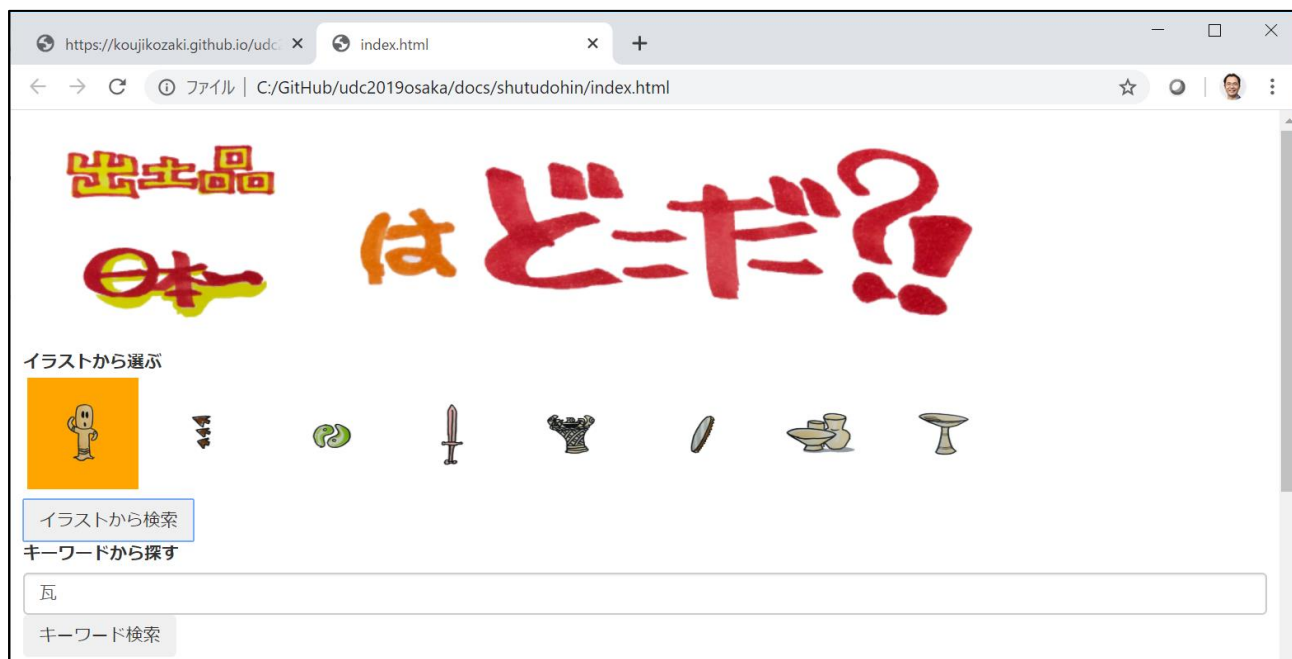 https://koujikozaki.github.io/udc
index.html
ファイル | C:/GitHub/udc2019osaka/docs/shutudohin/index.html
出土品
日本一
はどこだ?!
イラストから選ぶ
イラストから検索
キーワードから探す
瓦
キーワード検索